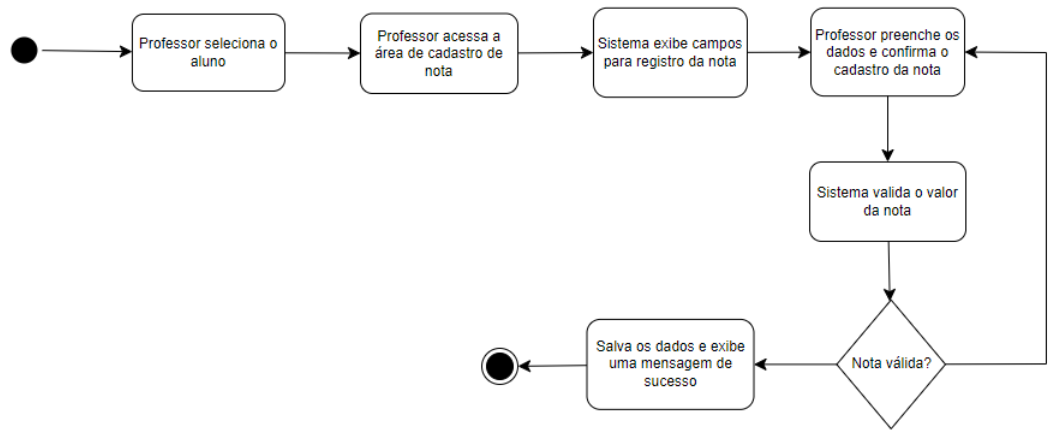 Professor seleciona o
aluno
Professor acessa a
área de cadastro de
nota
Sistema exibe campos
para registro da nota
Professor preenche os
dados e confirma o
cadastro da nota
Sistema valida o valor
da nota
Nota válida?
Salva os dados e exibe
uma mensagem de
sucesso